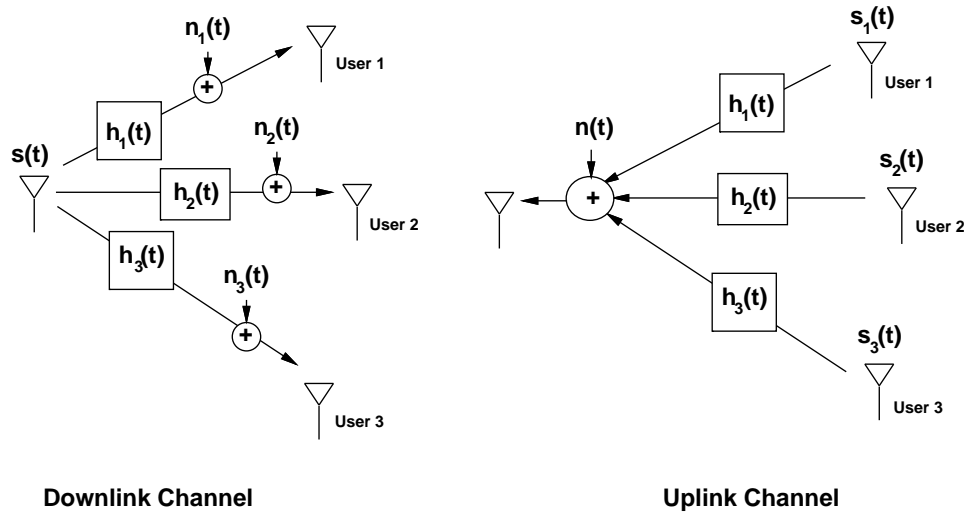 n₁(t)
User 1
h₁(t)
s(t)
n₂(t)
h₂(t)
User 2
h₃(t)
n₃(t)
User 3
Downlink Channel
s₁(t)
User 1
h₁(t)
n(t)
s₂(t)
h₂(t)
User 2
h₃(t)
s₃(t)
User 3
Uplink Channel